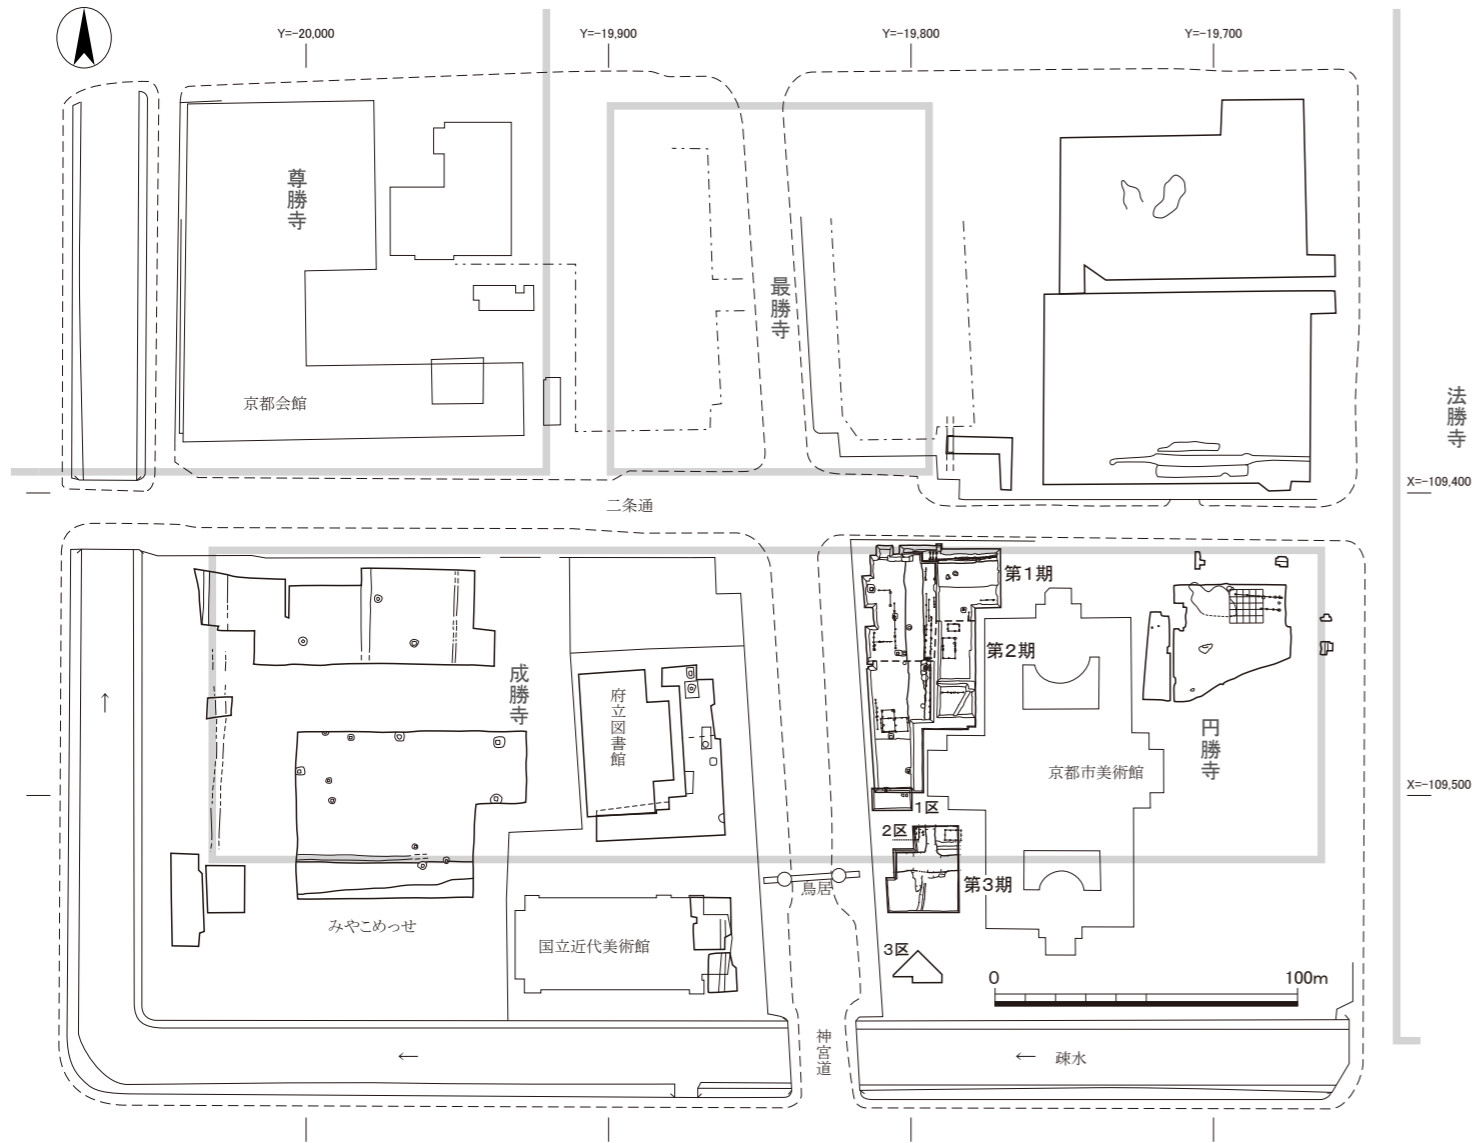 Y=-20,000
Y=-19,900
Y=-19,800
Y=-19,700
尊勝寺
最勝寺
法勝寺
京都会館
X=-109,400
二条通
第1期
第2期
成勝寺
府立図書館
円勝寺
京都市美術館
X=-109,500
1区
2区
第3期
鳥居
みやこめっせ
国立近代美術館
3区
0
100m
神宮道
←
←
疎水
↑